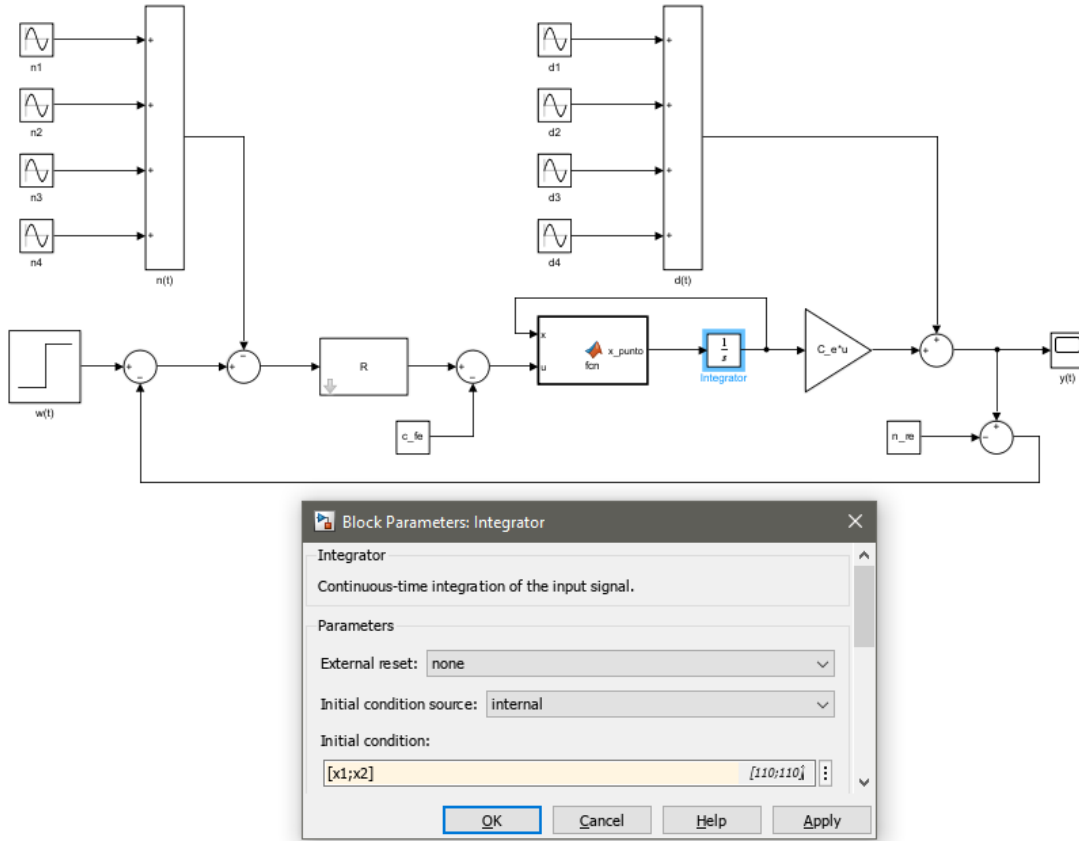 n1
n2
n3
n4
n(t)
d1
d2
d3
d4
d(t)
w(t)
R
c_fe
x
u
fcn
x_punto
1
s
Integrator
C_e*u
y(t)
n_re
Block Parameters: Integrator
Integrator
Continuous-time integration of the input signal.
Parameters
External reset: none
Initial condition source: internal
Initial condition:
[x1;x2] [110;110]
OK Cancel Help Apply